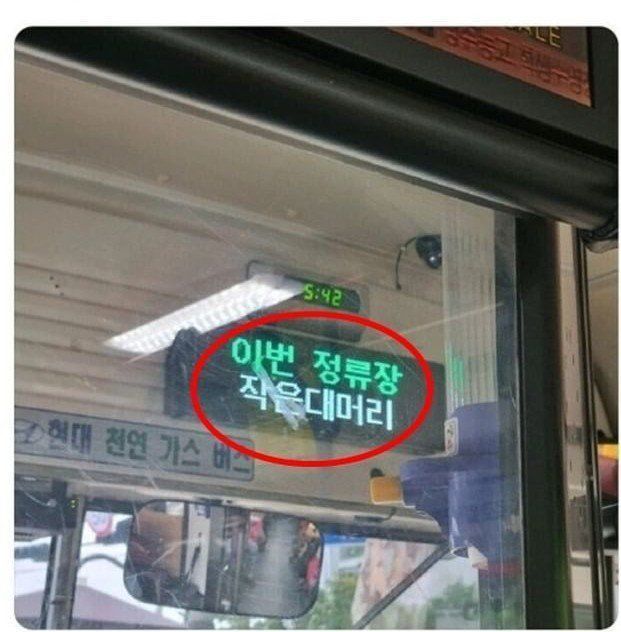 5:42
이번 정류장
작은대머리
현대 천연 가스 버스